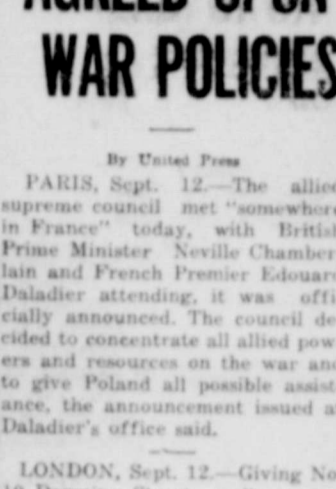 AGREED UPON
WAR POLICIES
By United Press
PARIS, Sept. 12.—The allied
supreme council met "somewhere
in France" today, with British
Prime Minister Neville Chamber-
lain and French Premier Edouard
Daladier attending, it was offi-
cially announced. The council de-
cided to concentrate all allied pow-
ers and resources on the war and
to give Poland all possible assist-
ance, the announcement issued at
Daladier's office said.
LONDON, Sept. 12.—Giving No.